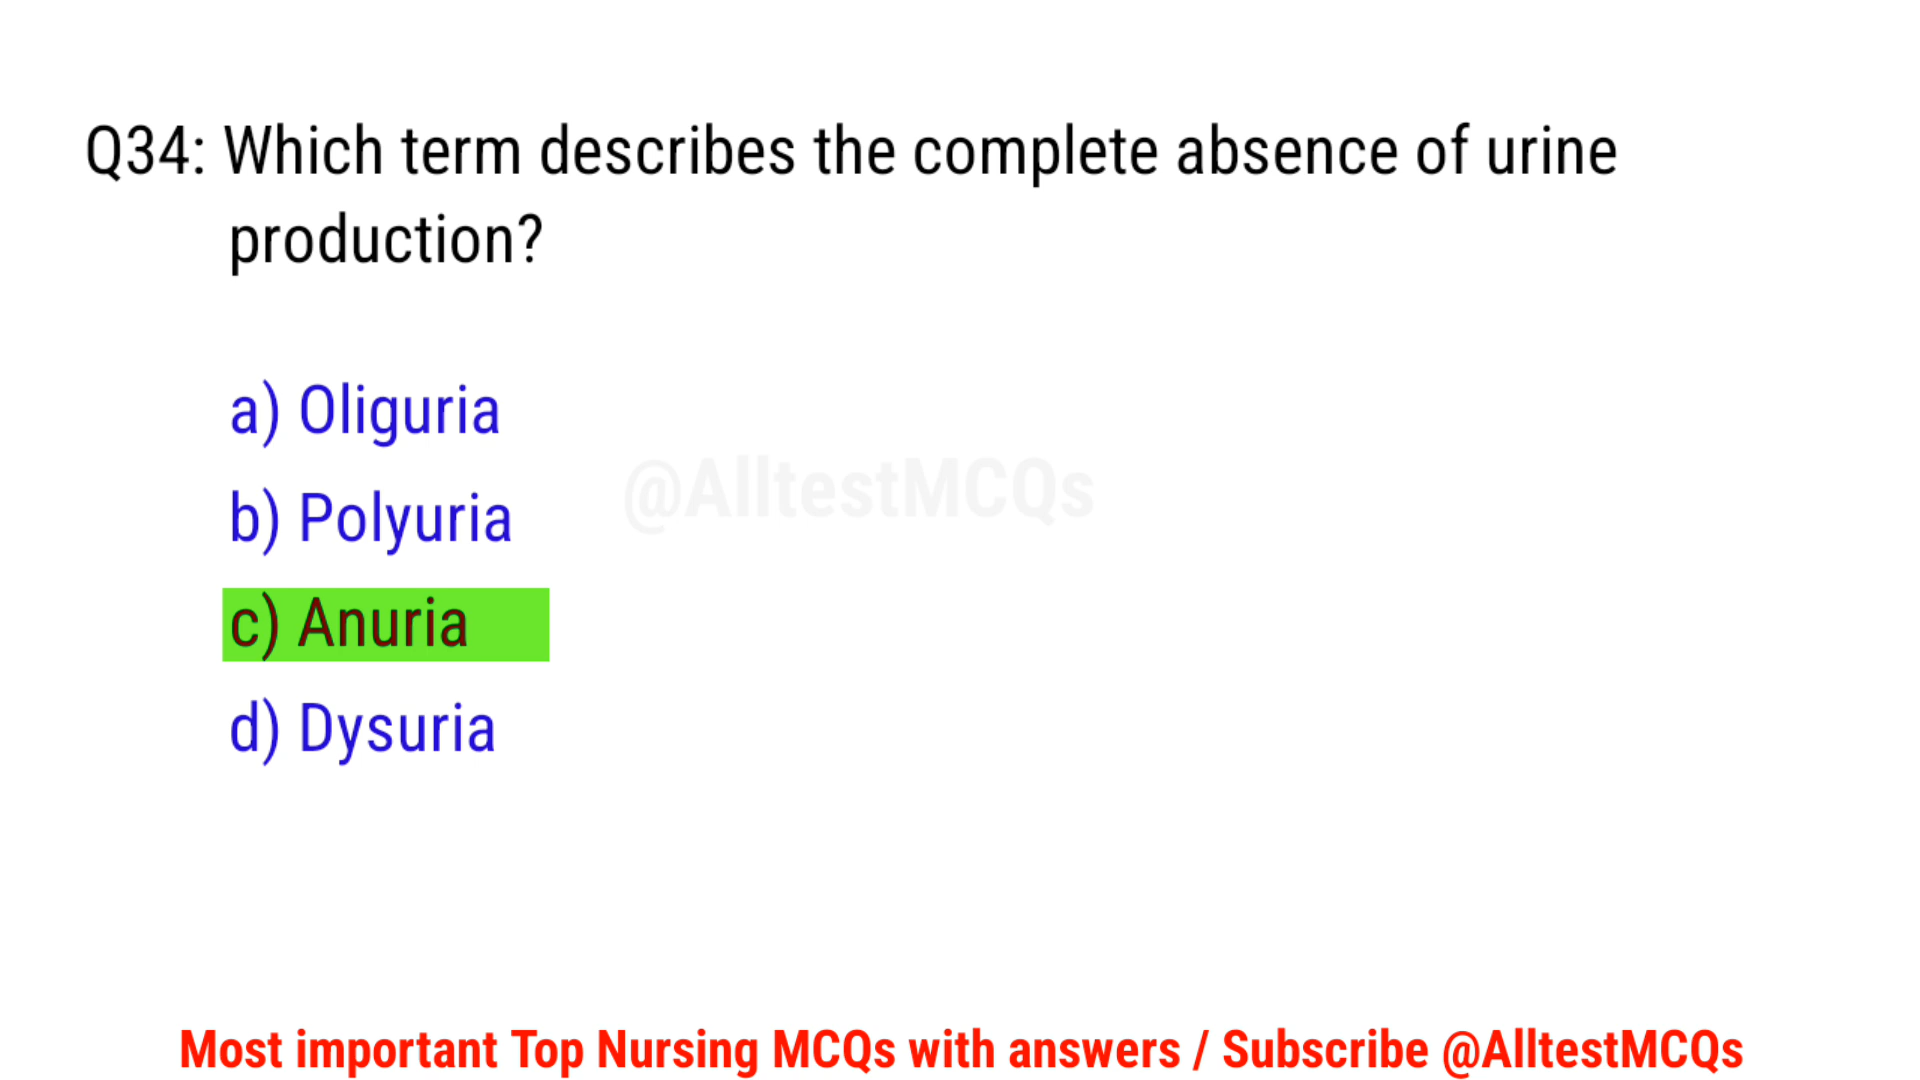 Q34: Which term describes the complete absence of urine
production?
a) Oliguria
@AlltestMCQs
b) Polyuria
c) Anuria
d) Dysuria
Most important Top Nursing MCQs with answers / Subscribe @AlltestMCQs